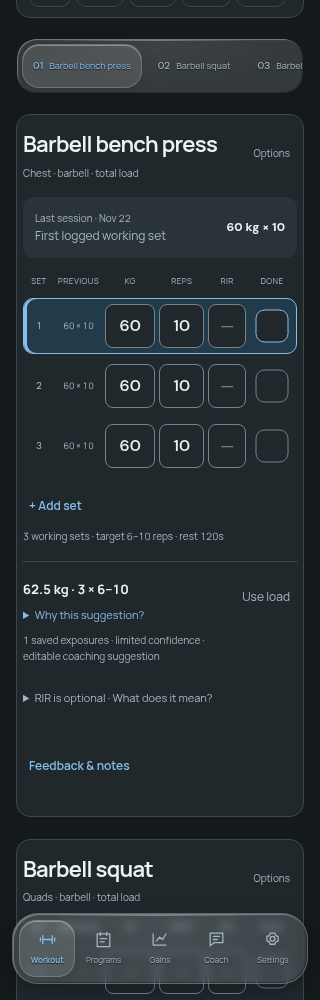 01 Barbell bench press 02 Barbell squat 03 Barbel
Barbell bench press
Options
Chest · barbell · total load
Last session · Nov 22
First logged working set
60 kg × 10
SET PREVIOUS KG REPS RIR DONE
1 60 × 10 60 10 —
2 60 × 10 60 10 —
3 60 × 10 60 10 —
+ Add set
3 working sets · target 6–10 reps · rest 120s
62.5 kg · 3 × 6–10
Use load
Why this suggestion?
1 saved exposures · limited confidence ·
editable coaching suggestion
RIR is optional · What does it mean?
Feedback & notes
Barbell squat
Options
Quads · barbell · total load
Workout Programs Gains Coach Settings